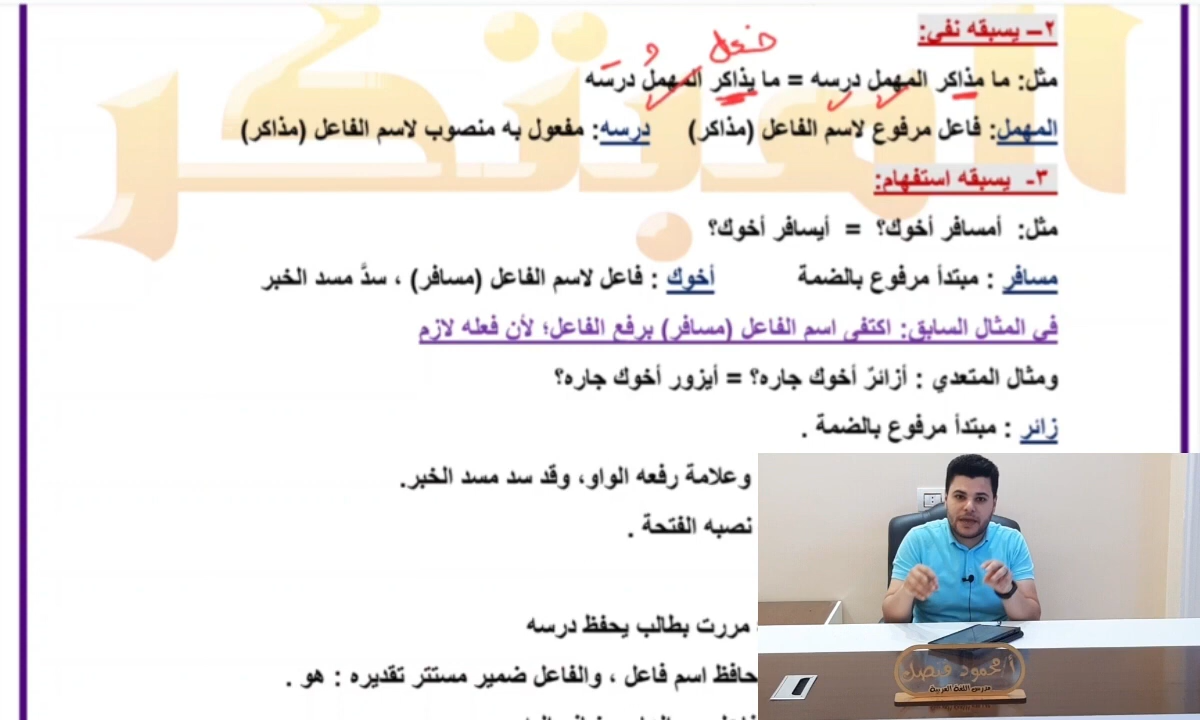 ٢– يسبقه نفي:
فعل
مثل: ما مذاكر المهمل درسه = ما يذاكر المهملُ درسَه
المهمل: فاعل مرفوع لاسم الفاعل (مذاكر) درسه: مفعول به منصوب لاسم الفاعل (مذاكر)
٣- يسبقه استفهام:
مثل: أمسافر أخوك؟ = أيسافر أخوك؟
مسافر : مبتدأ مرفوع بالضمة أخوك : فاعل لاسم الفاعل (مسافر) ، سدَّ مسد الخبر
في المثال السابق: اكتفى اسم الفاعل (مسافر) برفع الفاعل؛ لأن فعله لازم
ومثال المتعدي : أزائرٌ أخوك جاره؟ = أيزور أخوك جاره؟
زائر : مبتدأ مرفوع بالضمة .
وعلامة رفعه الواو، وقد سد مسد الخبر.
نصبه الفتحة .
مررت بطالب يحفظ درسه
حافظ اسم فاعل ، والفاعل ضمير مستتر تقديره : هو .
المبتكر
أ/محمود قنصل
مدرس اللغة العربية